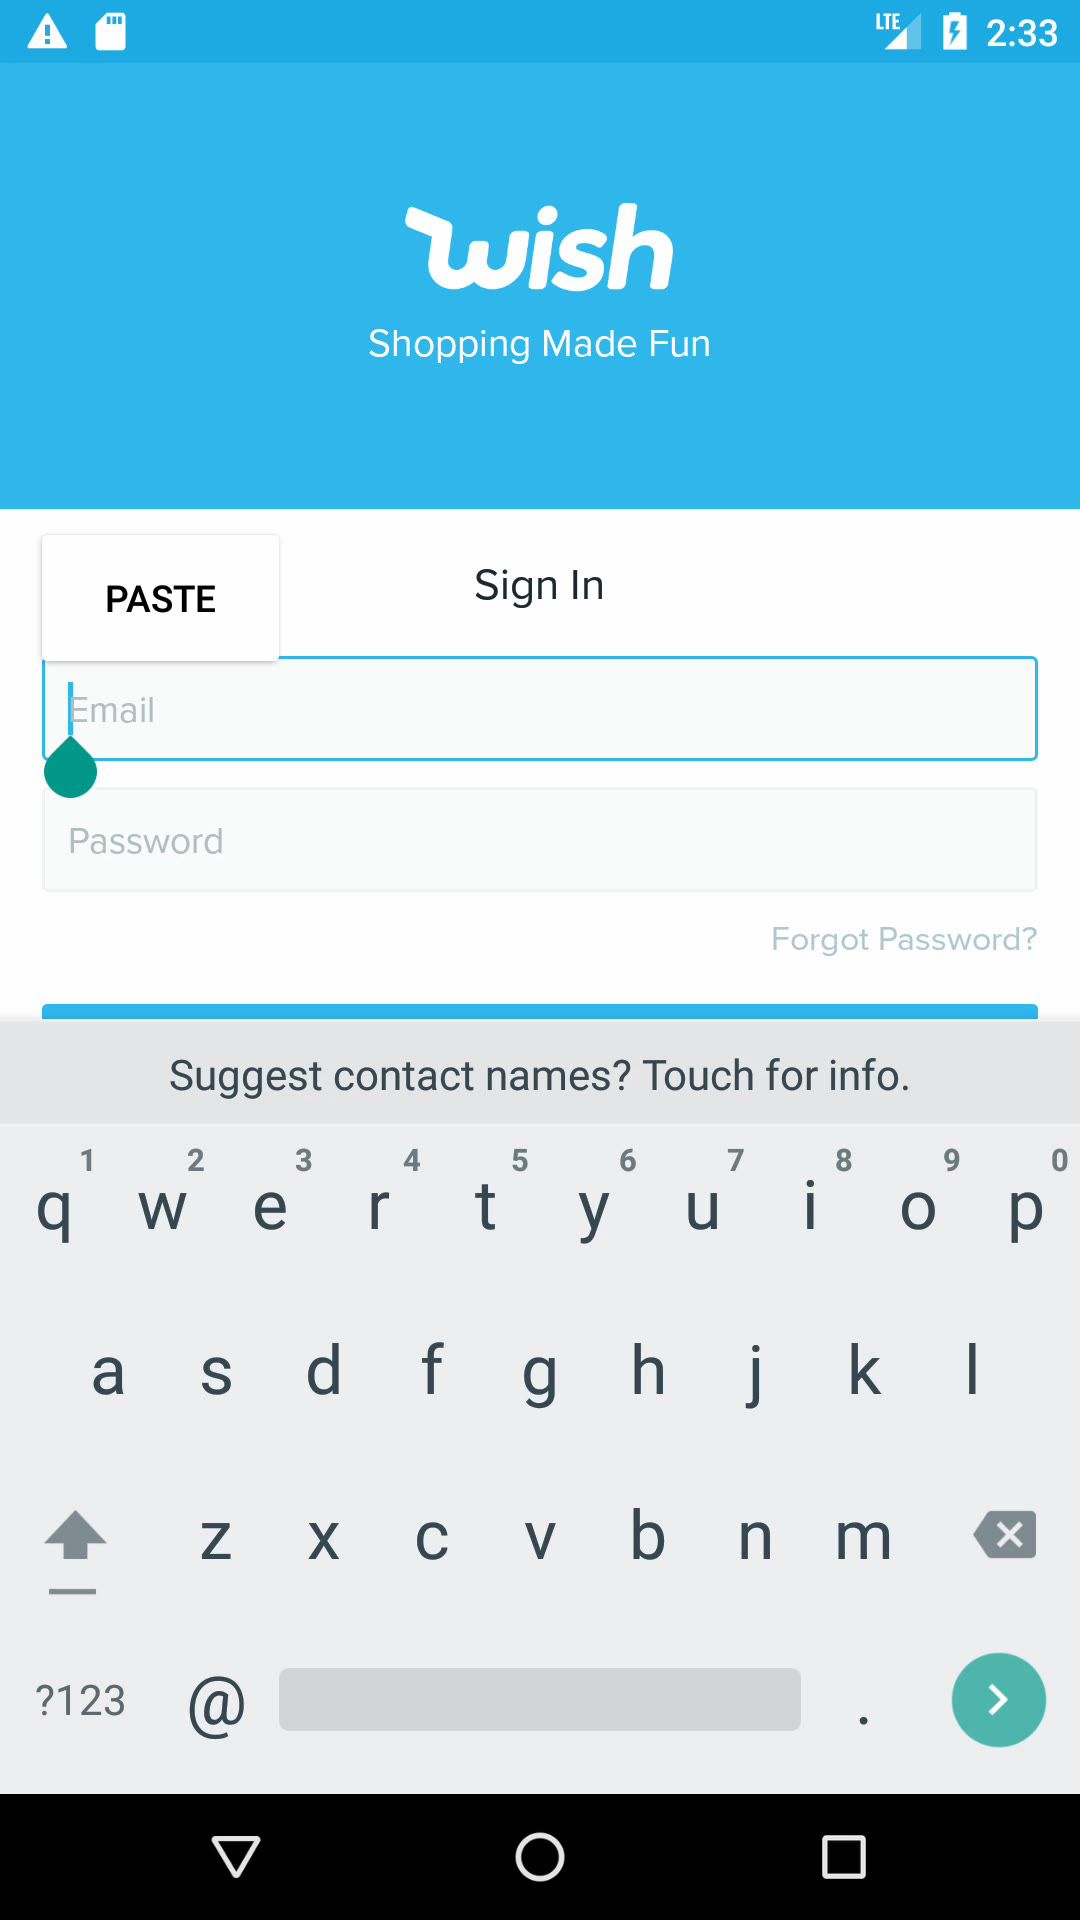 LTE 2:33
wish
Shopping Made Fun
PASTE
Sign In
Email
Password
Forgot Password?
Suggest contact names? Touch for info.
1 2 3 4 5 6 7 8 9 0
q w e r t y u i o p
a s d f g h j k l
z x c v b n m
?123 @ .